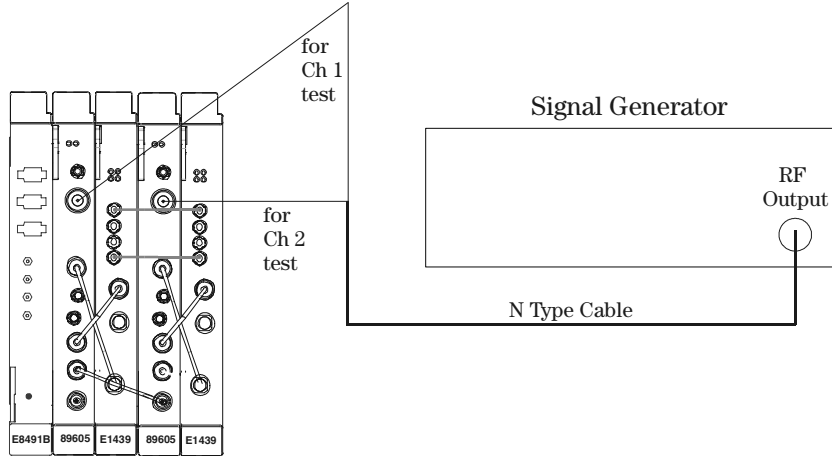 for
Ch 1
test
Signal Generator
RF
Output
for
Ch 2
test
N Type Cable
E8491B 89605 E1439 89605 E1439